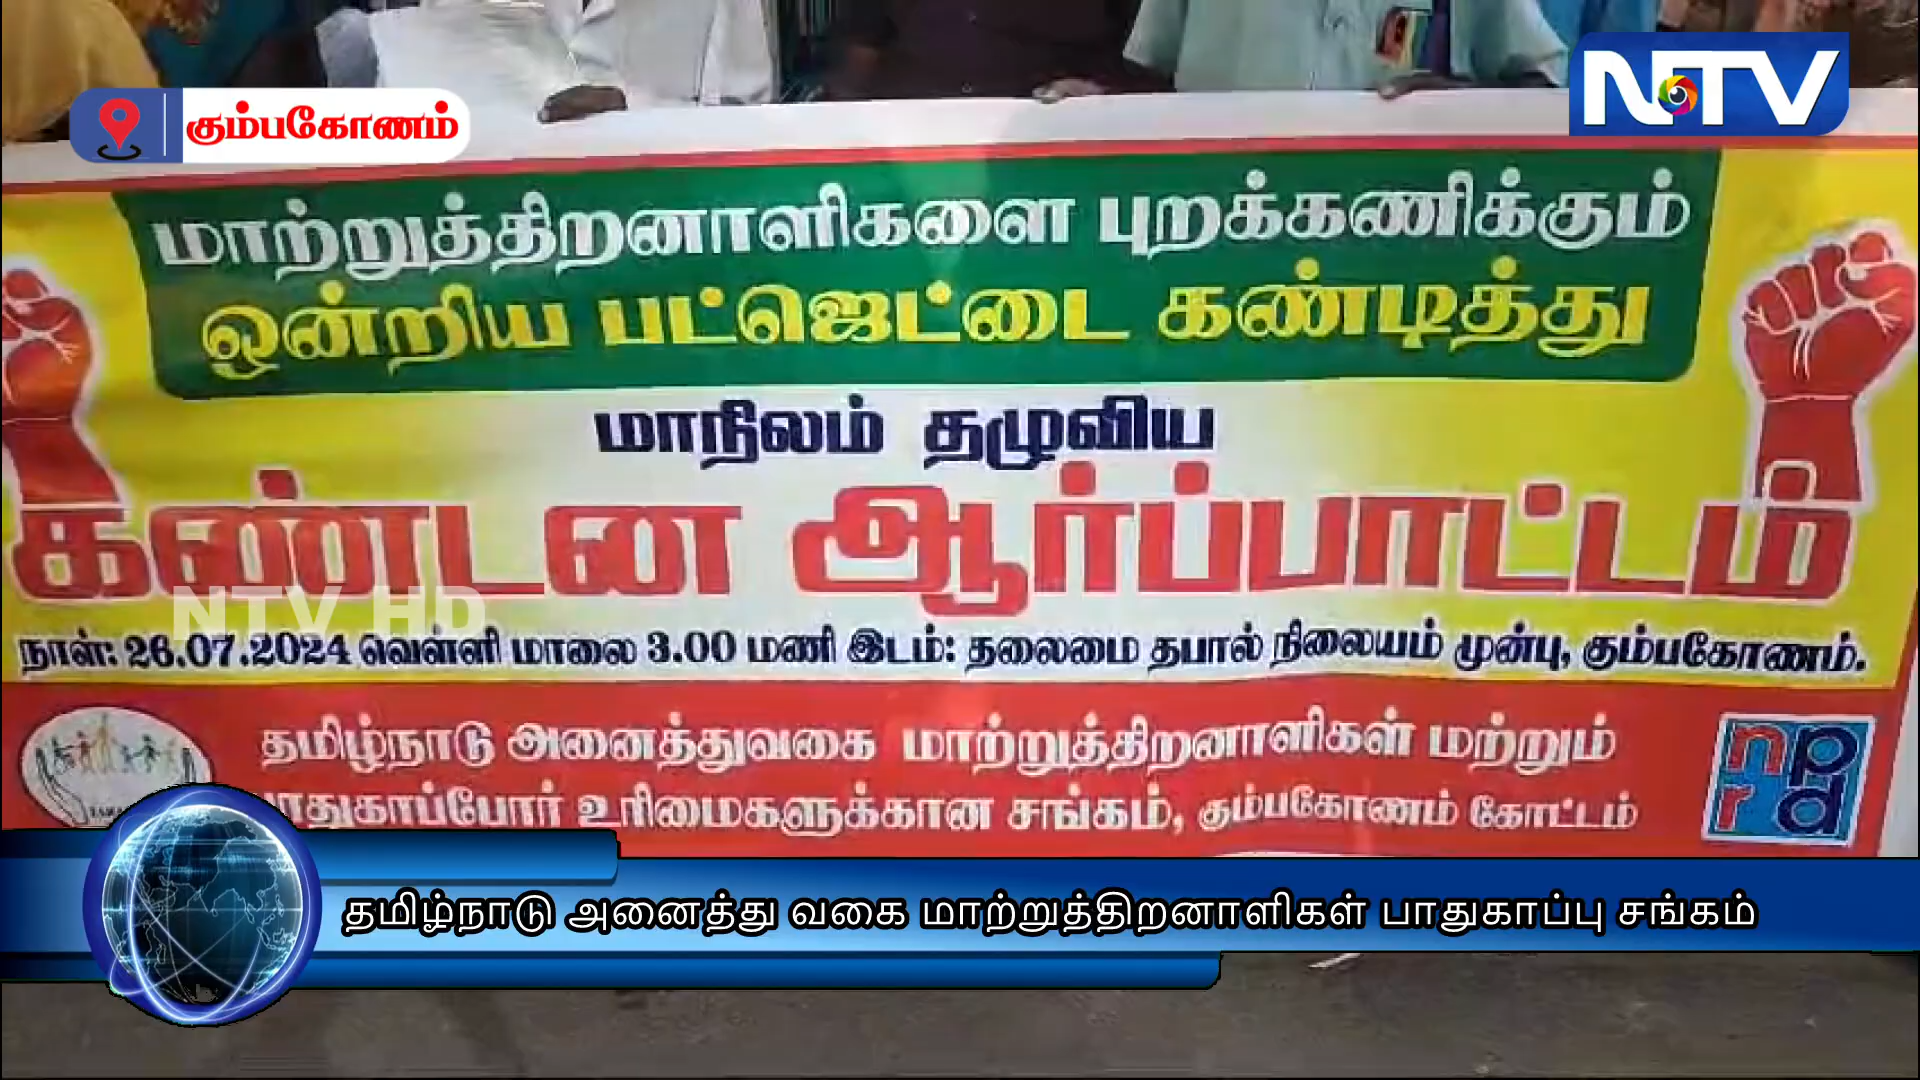 கும்பகோணம்
NTV
மாற்றுத்திறனாளிகளை புறக்கணிக்கும்
ஒன்றிய பட்ஜெட்டை கண்டித்து
மாநிலம் தழுவிய
கண்டன ஆர்ப்பாட்டம்
NTV HD
நாள்: 26.07.2024 வெள்ளி மாலை 3.00 மணி இடம்: தலைமை தபால் நிலையம் முன்பு, கும்பகோணம்.
தமிழ்நாடு அனைத்துவகை மாற்றுத்திறனாளிகள் மற்றும்
பாதுகாப்போர் உரிமைகளுக்கான சங்கம், கும்பகோணம் கோட்டம்
nprd
தமிழ்நாடு அனைத்து வகை மாற்றுத்திறனாளிகள் பாதுகாப்பு சங்கம்